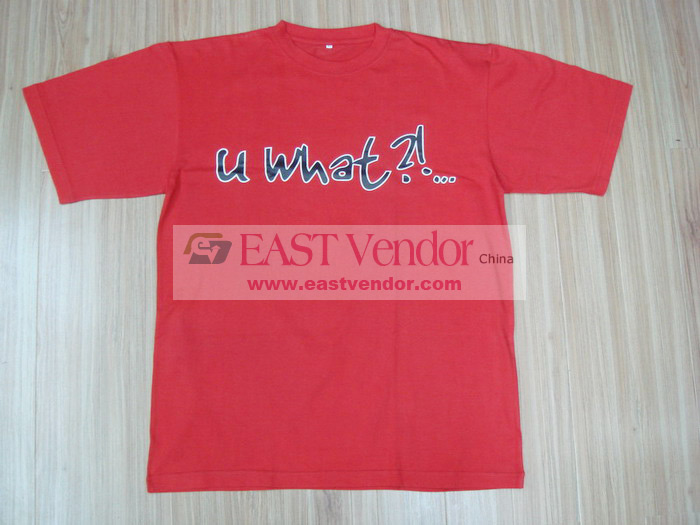 u what?!...
EAST Vendor China
www.eastvendor.com